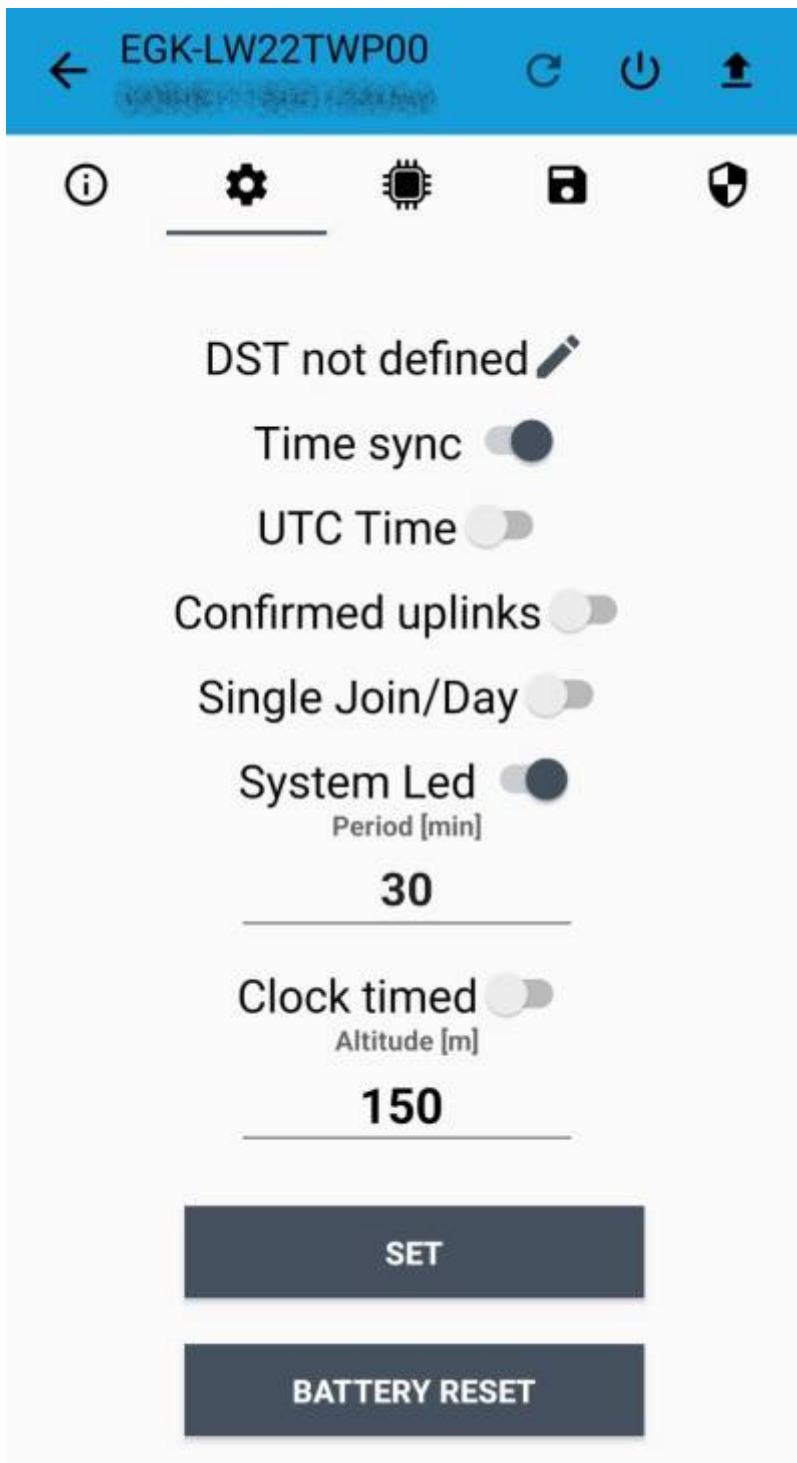 EGK-LW22TWP00
DST not defined
Time sync
UTC Time
Confirmed uplinks
Single Join/Day
System Led
Period [min]
30
Clock timed
Altitude [m]
150
SET
BATTERY RESET